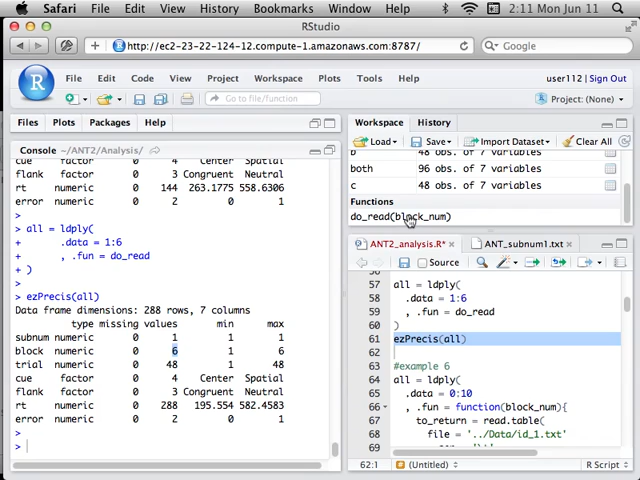 Safari File Edit View History Bookmarks Window Help 2:11 Mon Jun 11
RStudio
http://ec2-23-22-124-12.compute-1.amazonaws.com:8787/
Google
File Edit Code View Project Workspace Plots Tools Help
user112 | Sign Out
Go to file/function
Project: (None)
Files Plots Packages Help
Console ~/ANT2/Analysis/
cue factor 0 4 Center Spatial
flank factor 0 3 Congruent Neutral
rt numeric 0 144 263.1775 558.6306
error numeric 0 2 0 1
>
> all = ldply(
+ .data = 1:6
+ , .fun = do_read
+ )
>
> ezPrecis(all)
Data frame dimensions: 288 rows, 7 columns
type missing values min max
subnum numeric 0 1 1 1
block numeric 0 6 1 6
trial numeric 0 48 1 48
cue factor 0 4 Center Spatial
flank factor 0 3 Congruent Neutral
rt numeric 0 288 195.554 582.4583
error numeric 0 2 0 1
>
>
Workspace History
Load Save Import Dataset Clear All
b 48 obs. of 7 variables
both 96 obs. of 7 variables
c 48 obs. of 7 variables
Functions
do_read(block_num)
ANT2_analysis.R* ANT_subnum1.txt
Source
56
57 all = ldply(
58 .data = 1:6
59 , .fun = do_read
60 )
61 ezPrecis(all)
62
63 #example 6
64 all = ldply(
65 .data = 0:10
66 , .fun = function(block_num){
67 to_return = read.table(
68 file = '../Data/id_1.txt'
69
62:1 (Untitled) R Script